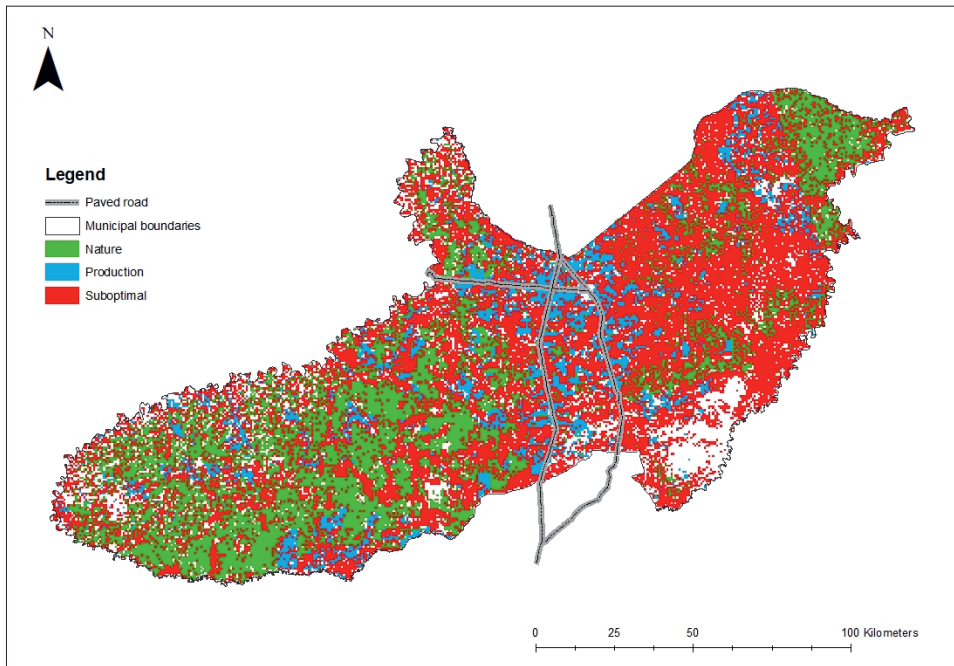 N
Legend
Paved road
Municipal boundaries
Nature
Production
Suboptimal
0 25 50 100 Kilometers